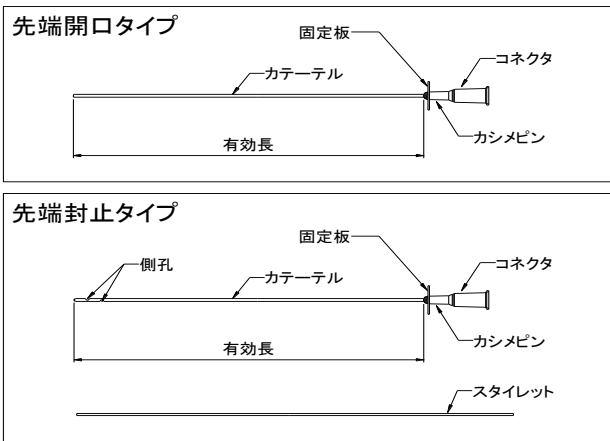 先端開口タイプ
固定板
コネクタ
カテーテル
カシメピン
有効長
先端封止タイプ
固定板
側孔
カテーテル
コネクタ
カシメピン
有効長
スタイレット